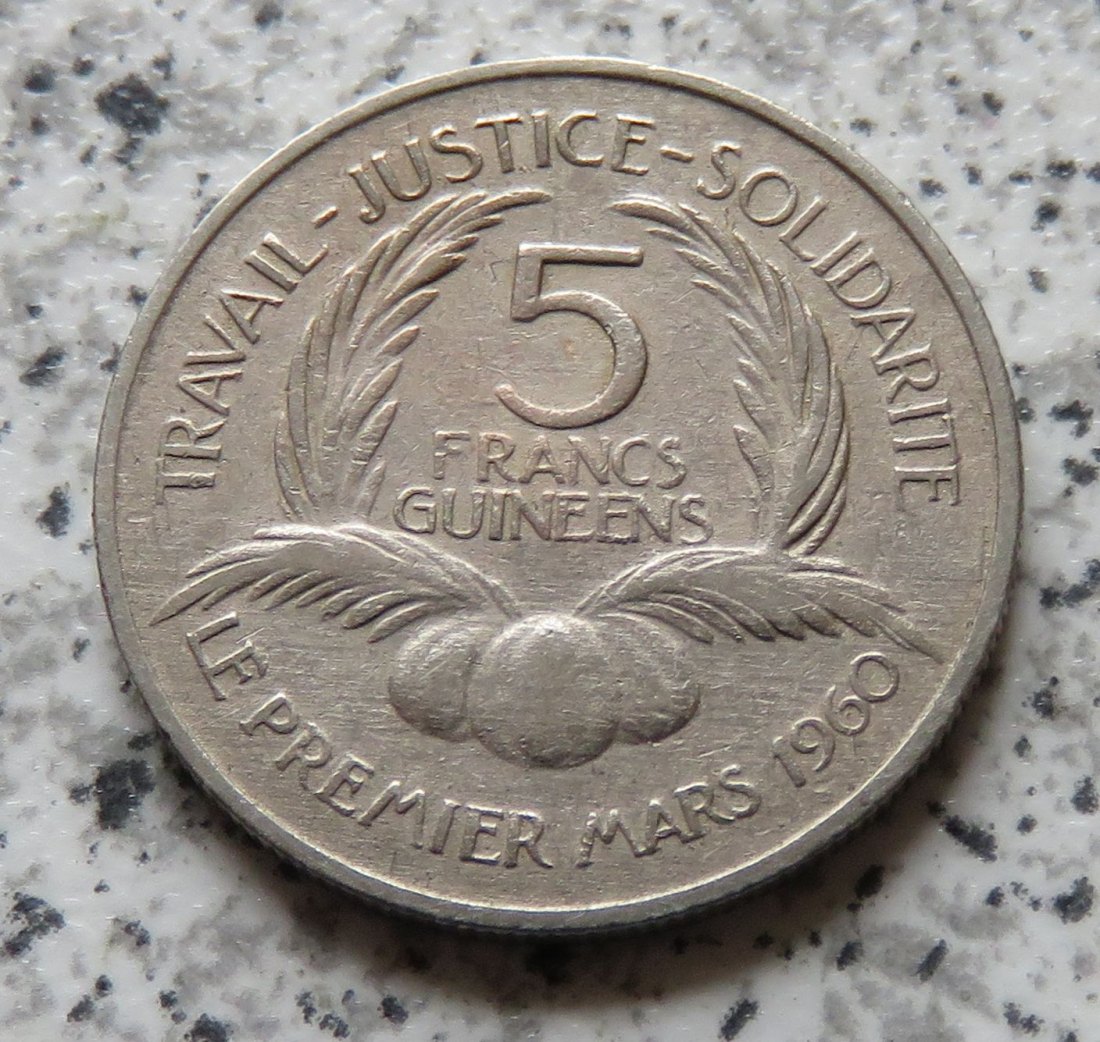 TRAVAIL - JUSTICE - SOLIDARITE
5
FRANCS
GUINEENS
LE PREMIER MARS 1960